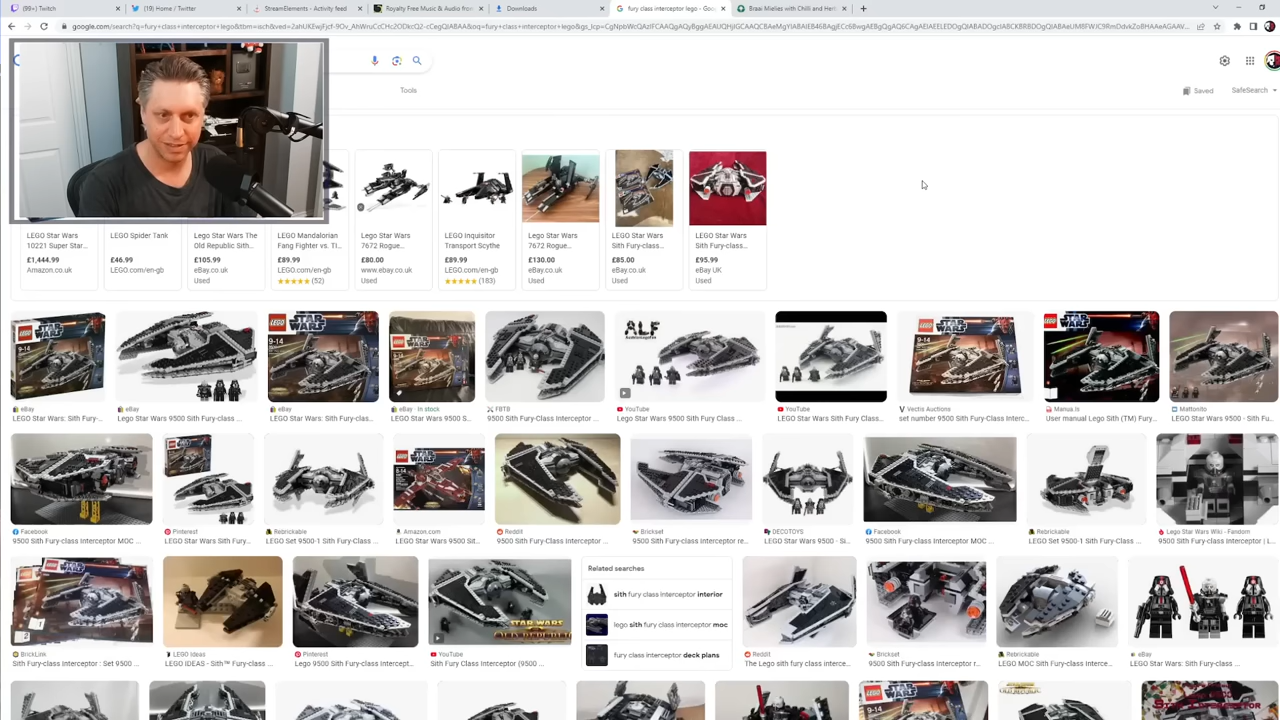 (99+) Twitch
(19) Home / Twitter
StreamElements - Activity feed
Royalty Free Music & Audio from
Downloads
fury class interceptor lego - Goo
Braai Mielies with Chilli and Her
Tools
Saved
SafeSearch
LEGO Star Wars
10221 Super Star...
£1,444.99
Amazon.co.uk
LEGO Spider Tank
£46.99
LEGO.com/en-gb
Lego Star Wars The
Old Republic Sith...
£105.99
eBay.co.uk
Used
LEGO Mandalorian
Fang Fighter vs. TI...
£89.99
LEGO.com/en-gb
(52)
Lego Star Wars
7672 Rogue...
£80.00
www.ebay.co.uk
Used
LEGO Inquisitor
Transport Scythe
£89.99
LEGO.com/en-gb
(183)
Lego Star Wars
7672 Rogue...
£130.00
eBay.co.uk
Used
LEGO Star Wars
Sith Fury-class...
£85.00
eBay.co.uk
Used
LEGO Star Wars
Sith Fury-class...
£95.99
eBay UK
Used
eBay
LEGO Star Wars: Sith Fury-...
eBay
Lego Star Wars 9500 Sith Fury-class ...
eBay
LEGO Star Wars: Sith Fury-clas...
eBay · In stock
LEGO Star Wars 9500 S...
FBTB
9500 Sith Fury-Class Interceptor ...
ALF
YouTube
Lego Star Wars 9500 Sith Fury Class ...
YouTube
LEGO Star Wars Sith Fury Class...
Vectis Auctions
set number 9500 Sith Fury-Class Interc...
Manua.ls
User manual Lego Sith (TM) Fury...
Mattonito
LEGO Star Wars 9500 - Sith Fu...
Facebook
9500 Sith Fury-class interceptor MOC ...
Pinterest
LEGO Star Wars Sith Fury...
Rebrickable
LEGO Set 9500-1 Sith Fury-Class ...
Amazon.com
LEGO Star Wars 9500 Sit...
Reddit
9500 Sith Fury-class Interceptor ...
Brickset
9500 Sith Fury-class interceptor re...
DECOTOYS
LEGO Star Wars 9500 - Si...
Facebook
9500 Sith Fury-class interceptor MOC ...
Rebrickable
LEGO Set 9500-1 Sith Fury-Class ...
Lego Star Wars Wiki - Fandom
9500 Sith Fury-class interceptor | L...
BrickLink
Sith Fury-class Interceptor : Set 9500 ...
LEGO Ideas
LEGO IDEAS - Sith™ Fury-class...
Pinterest
Lego 9500 Sith Fury-class Intercept...
YouTube
Sith Fury Class Interceptor (9500 ...
Related searches
sith fury class interceptor interior
lego sith fury class interceptor moc
fury class interceptor deck plans
Reddit
The Lego sith fury class interceptor ...
Brickset
9500 Sith Fury-class Interceptor r...
Rebrickable
LEGO MOC Sith Fury-class Interce...
eBay
LEGO Star Wars: Sith Fury-class ...